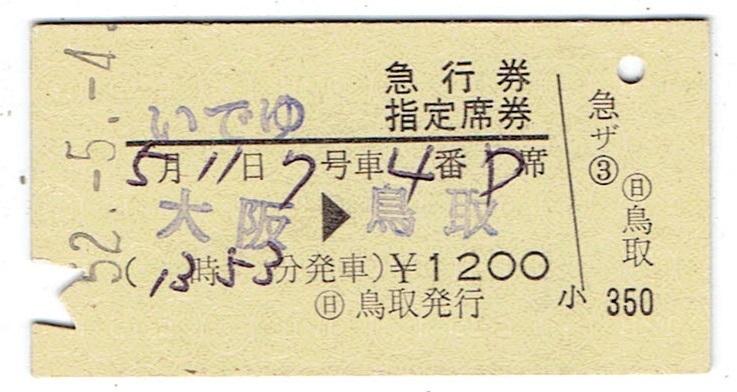 52.-5.-4.
急行券
いでゆ 指定席券
5月11日7号車4番D席
大阪▶鳥取
(13時53分発車)¥1200
㊐鳥取発行
小
急ザ③㊐鳥取
350